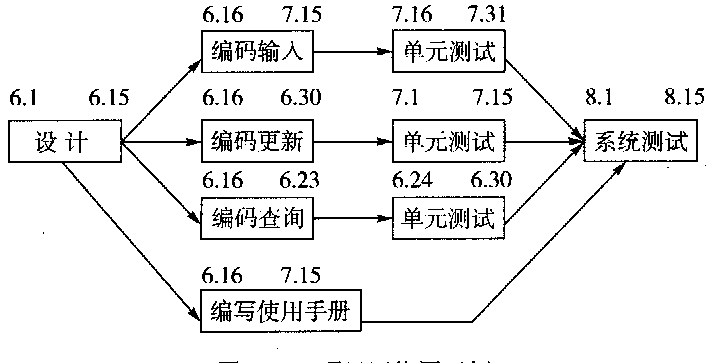 6.16 7.15 7.16 7.31
编码输入 单元测试
6.1 6.15 6.16 6.30 7.1 7.15 8.1 8.15
设计 编码更新 单元测试 系统测试
6.16 6.23 6.24 6.30
编码查询 单元测试
6.16 7.15
编写使用手册